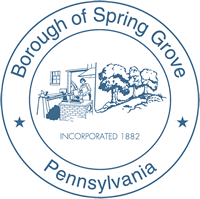 Borough of Spring Grove
INCORPORATED 1882
Pennsylvania